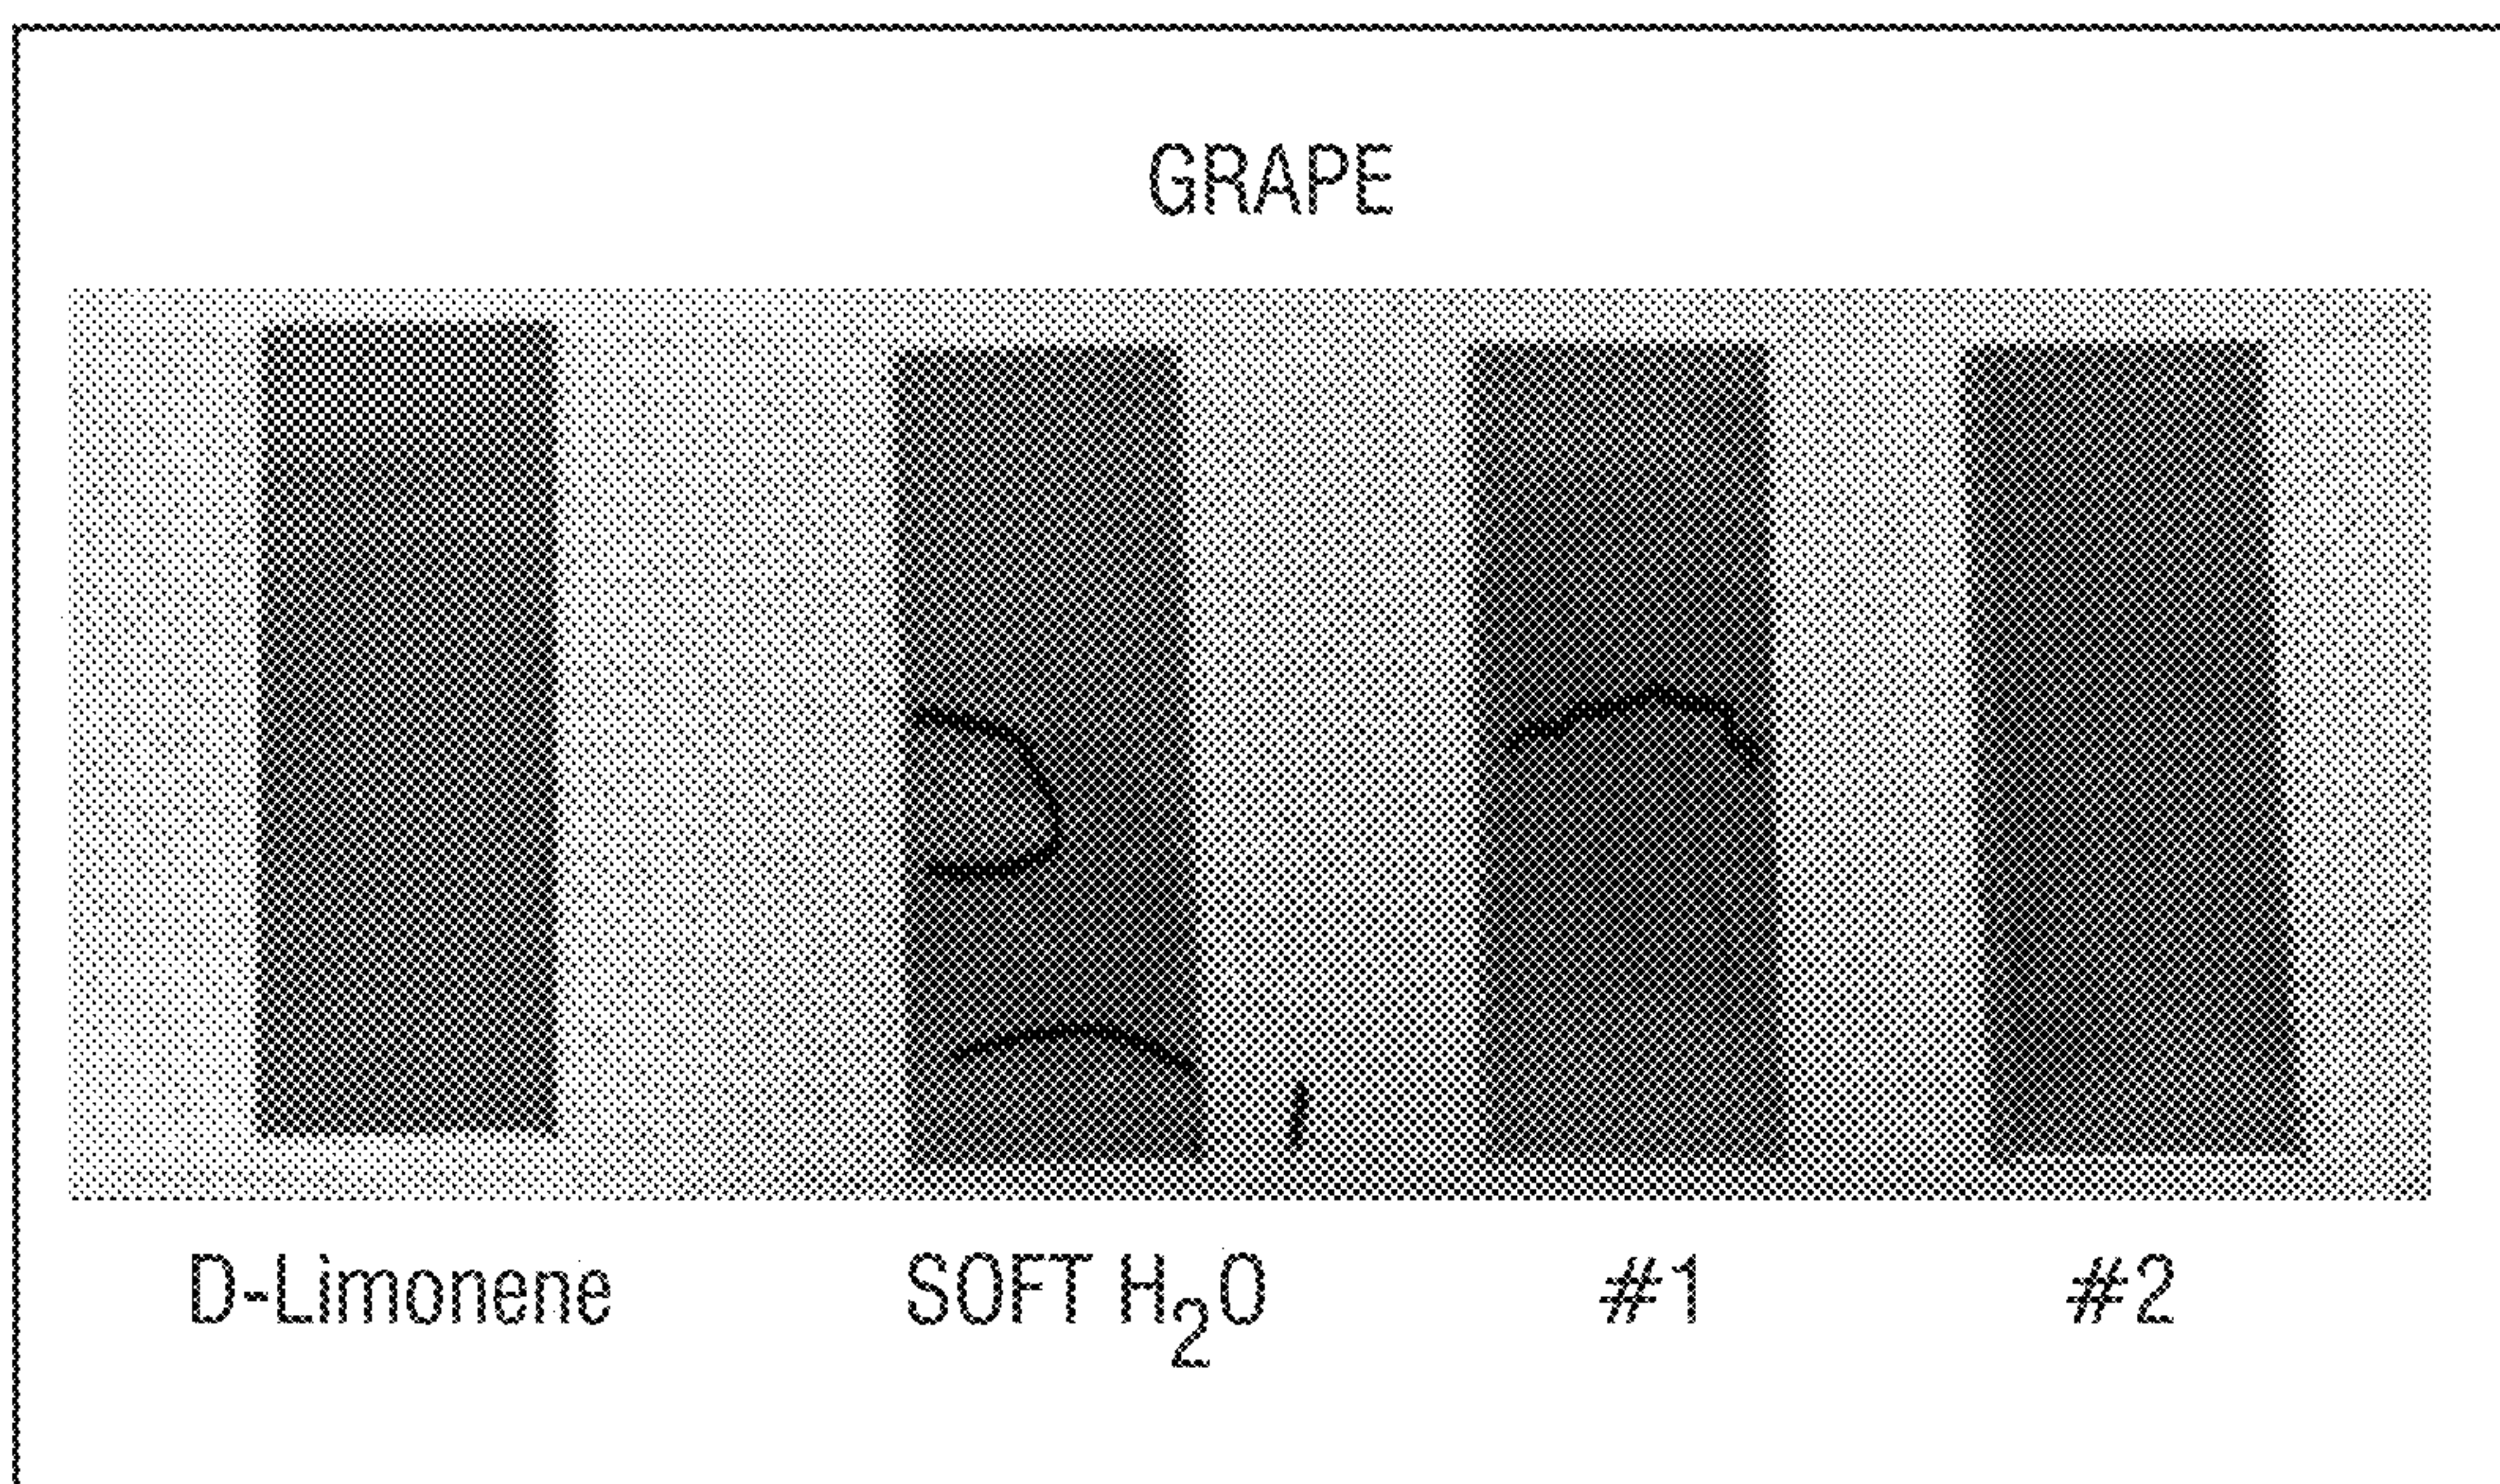 GRAPE
D-Limonene SOFT H₂O #1 #2